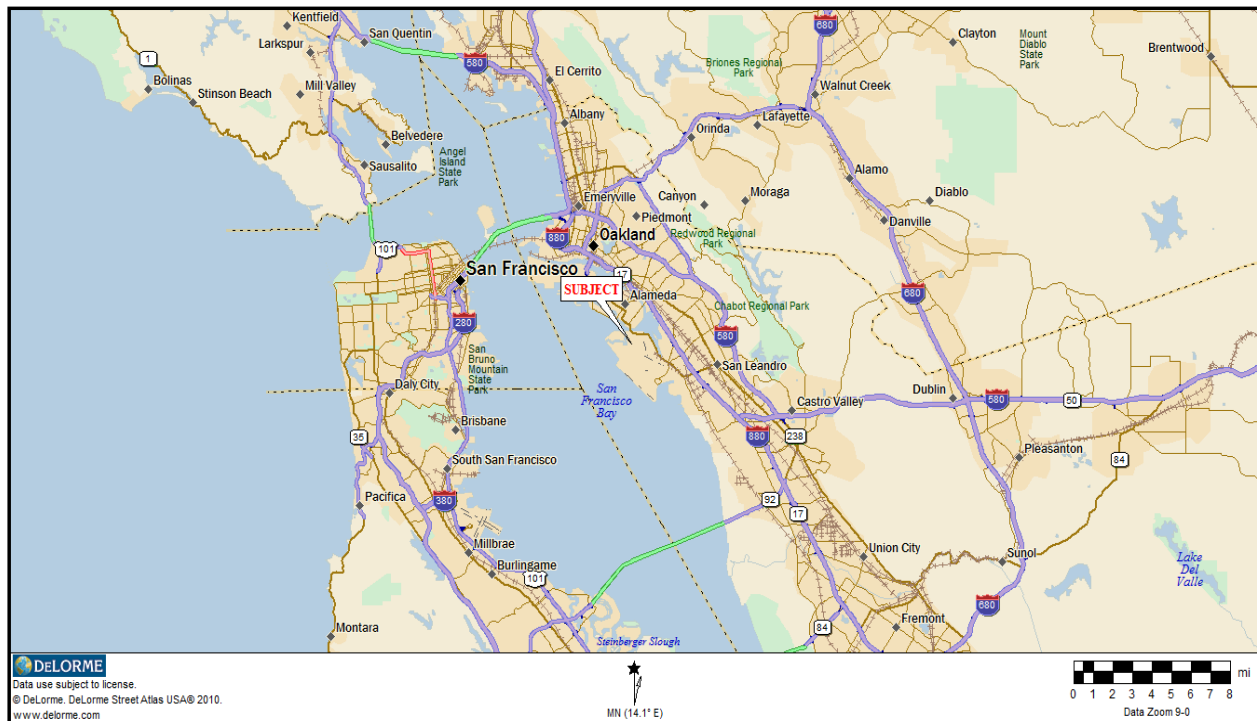 Kentfield
San Quentin
Larkspur
1
580
680
Clayton
Mount
Diablo
State
Park
Brentwood
Bolinas
Stinson Beach
Mill Valley
El Cerrito
Briones Regional
Park
Walnut Creek
Albany
Lafayette
Orinda
Belvedere
Angel
Island
State
Park
Sausalito
Alamo
Emeryville
Canyon
Moraga
Diablo
Piedmont
Danville
101
880
Oakland
Redwood Regional
Park
San Francisco
17
SUBJECT
Alameda
680
Chabot Regional Park
280
580
San
Bruno
Mountain
State
Park
San Leandro
Daly City
San
Francisco
Bay
Castro Valley
Dublin
580
50
35
Brisbane
880
238
Pleasanton
84
South San Francisco
380
92
Pacifica
17
Millbrae
Union City
Sunol
Burlingame
101
Lake
Del
Valle
680
Montara
84
Fremont
Steinberger Slough
DELORME
Data use subject to license.
© DeLorme. DeLorme Street Atlas USA® 2010.
www.delorme.com
MN (14.1° E)
mi
0 1 2 3 4 5 6 7 8
Data Zoom 9-0